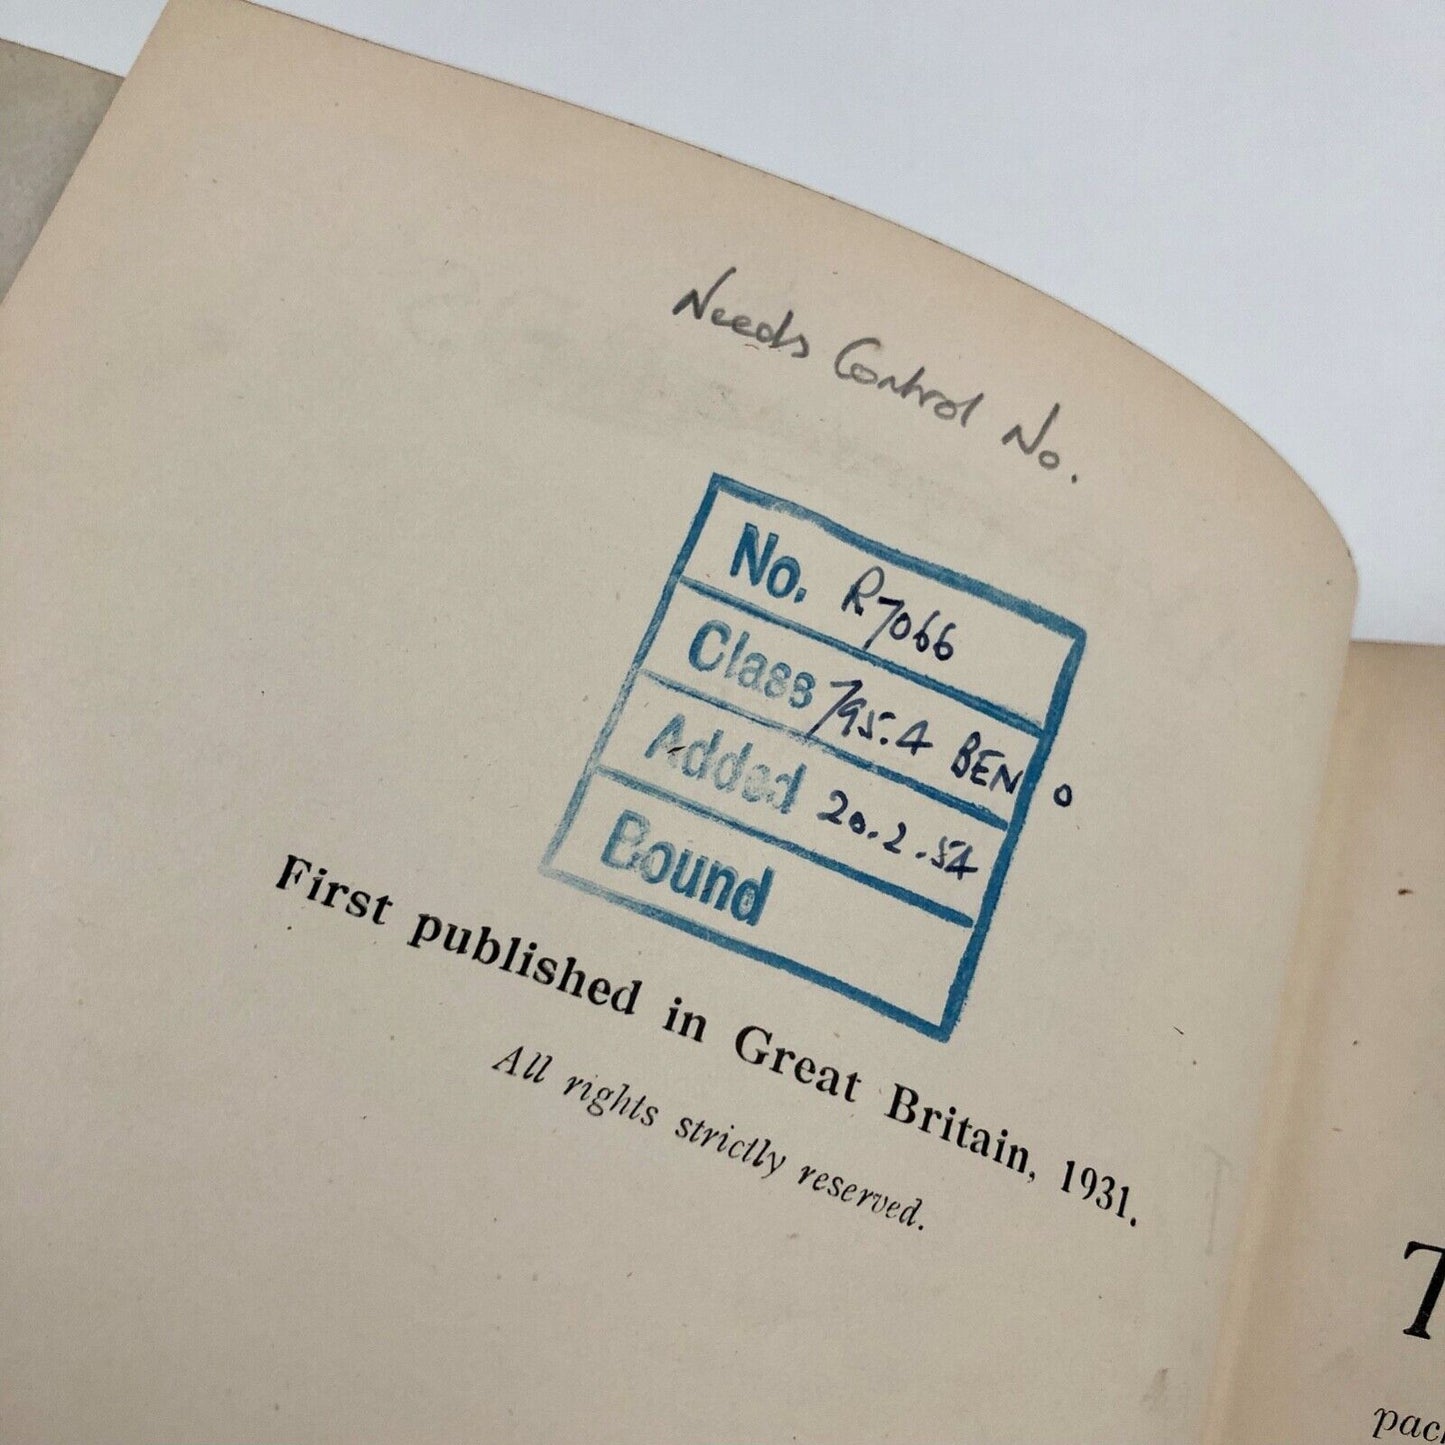 Needs Control No.
No. R7066
Class 795.4 BEN o
Added 20.2.54
Bound
First published in Great Britain, 1931.
All rights strictly reserved.
T